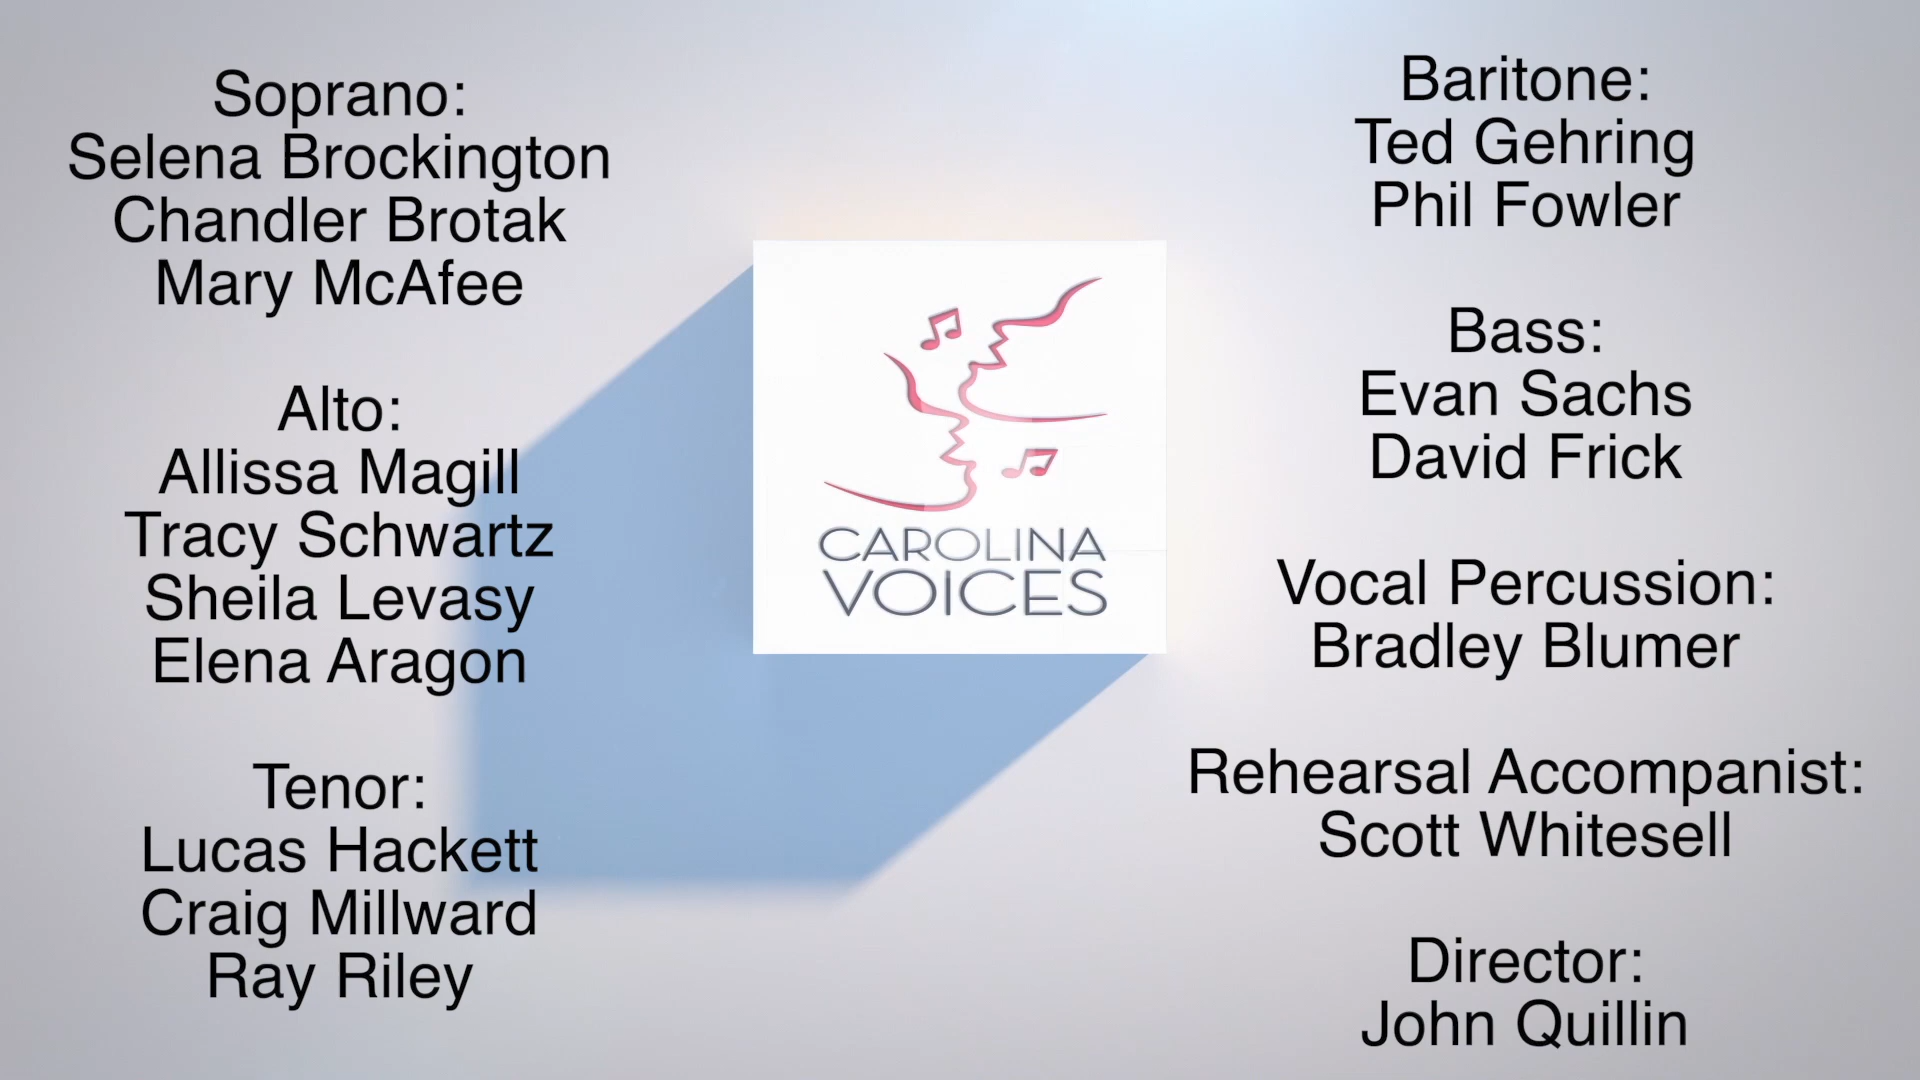 Soprano:
Selena Brockington
Chandler Brotak
Mary McAfee
Alto:
Allissa Magill
Tracy Schwartz
Sheila Levasy
Elena Aragon
Tenor:
Lucas Hackett
Craig Millward
Ray Riley
CAROLINA
VOICES
Baritone:
Ted Gehring
Phil Fowler
Bass:
Evan Sachs
David Frick
Vocal Percussion:
Bradley Blumer
Rehearsal Accompanist:
Scott Whitesell
Director:
John Quillin